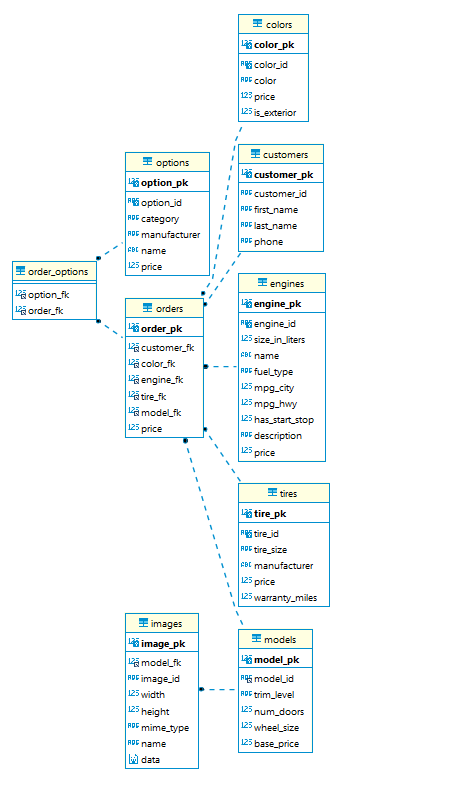 colors
color_pk
color_id
color
price
is_exterior
customers
customer_pk
customer_id
first_name
last_name
phone
options
option_pk
option_id
category
manufacturer
name
price
order_options
option_fk
order_fk
orders
order_pk
customer_fk
color_fk
engine_fk
tire_fk
model_fk
price
engines
engine_pk
engine_id
size_in_liters
name
fuel_type
mpg_city
mpg_hwy
has_start_stop
description
price
tires
tire_pk
tire_id
tire_size
manufacturer
price
warranty_miles
images
image_pk
model_fk
image_id
width
height
mime_type
name
data
models
model_pk
model_id
trim_level
num_doors
wheel_size
base_price